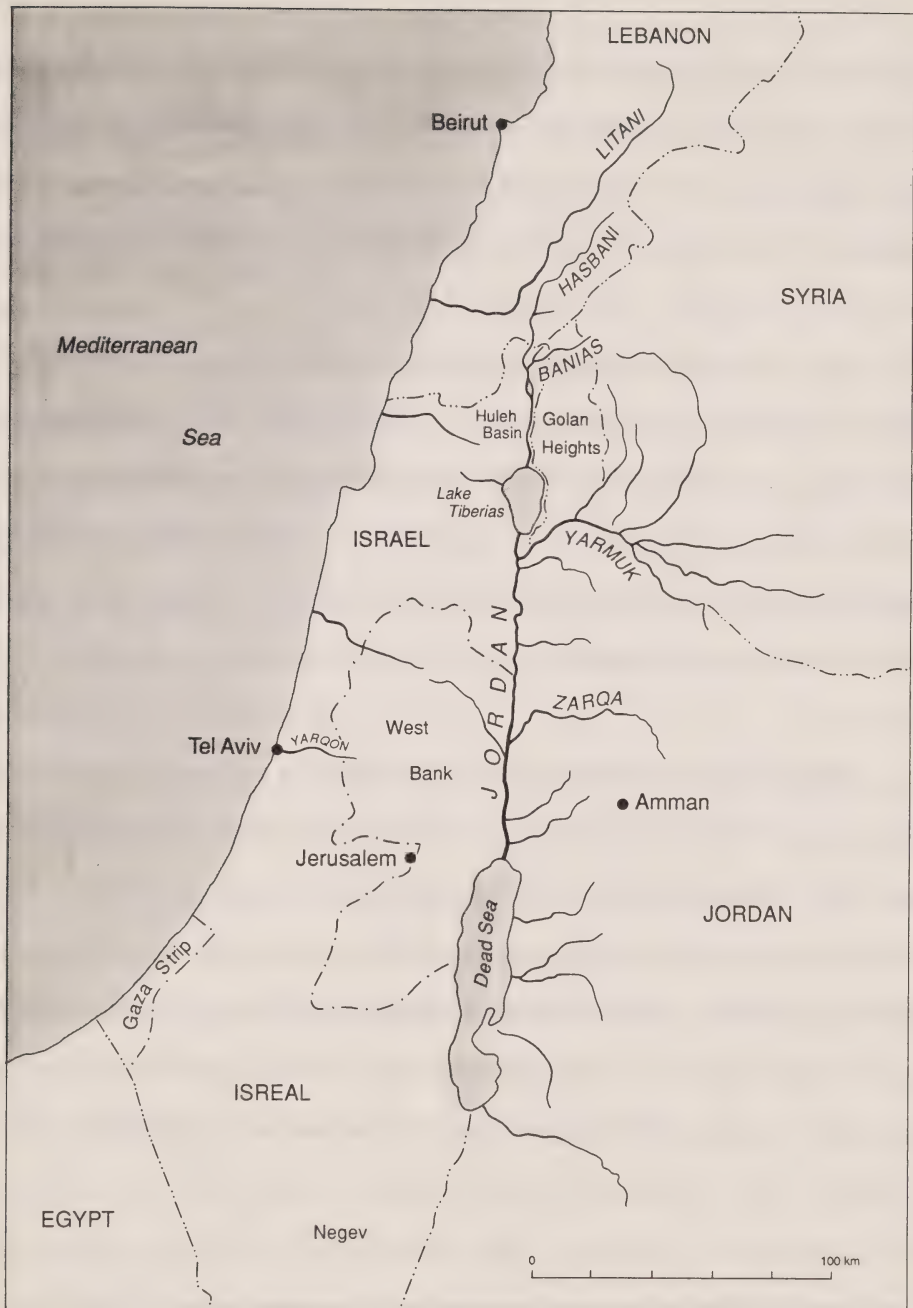 LEBANON
Beirut
LITANI
HASBANI
SYRIA
Mediterranean
Sea
BANIAS
Huleh
Basin
Golan
Heights
Lake
Tiberias
ISRAEL
YARMUK
JORDAN
ZARQA
Tel Aviv
YARQON
West
Bank
Amman
Jerusalem
JORDAN
Dead Sea
Gaza Strip
ISREAL
EGYPT
Negev
0 100 km